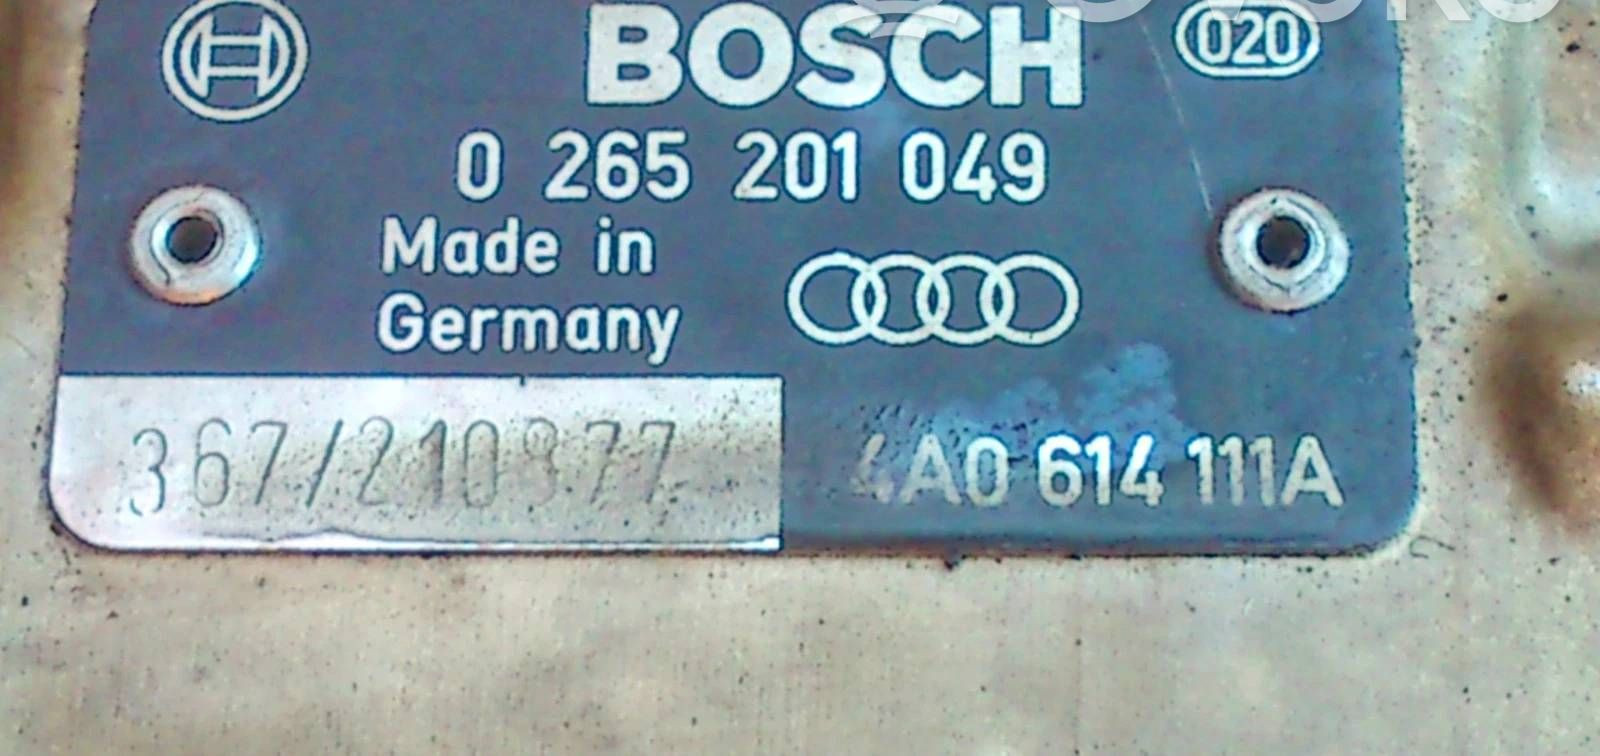 BOSCH
020
0 265 201 049
Made in
Germany
367/210877
4A0 614 111A